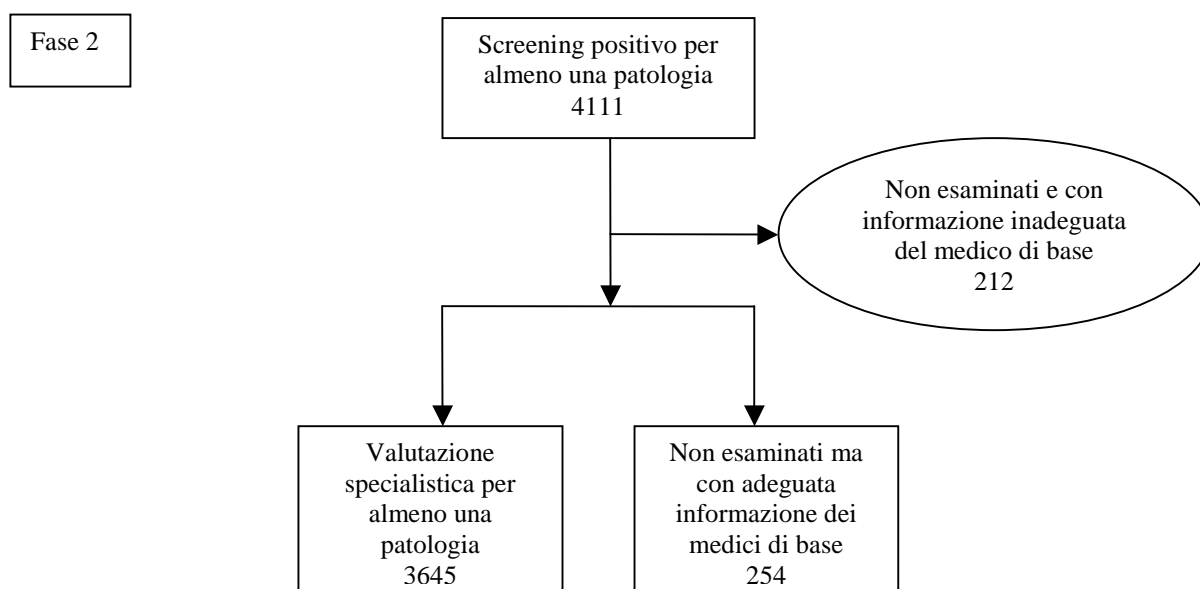 Fase 2
Screening positivo per
almeno una patologia
4111
Non esaminati e con
informazione inadeguata
del medico di base
212
Valutazione
specialistica per
almeno una
patologia
3645
Non esaminati ma
con adeguata
informazione dei
medici di base
254